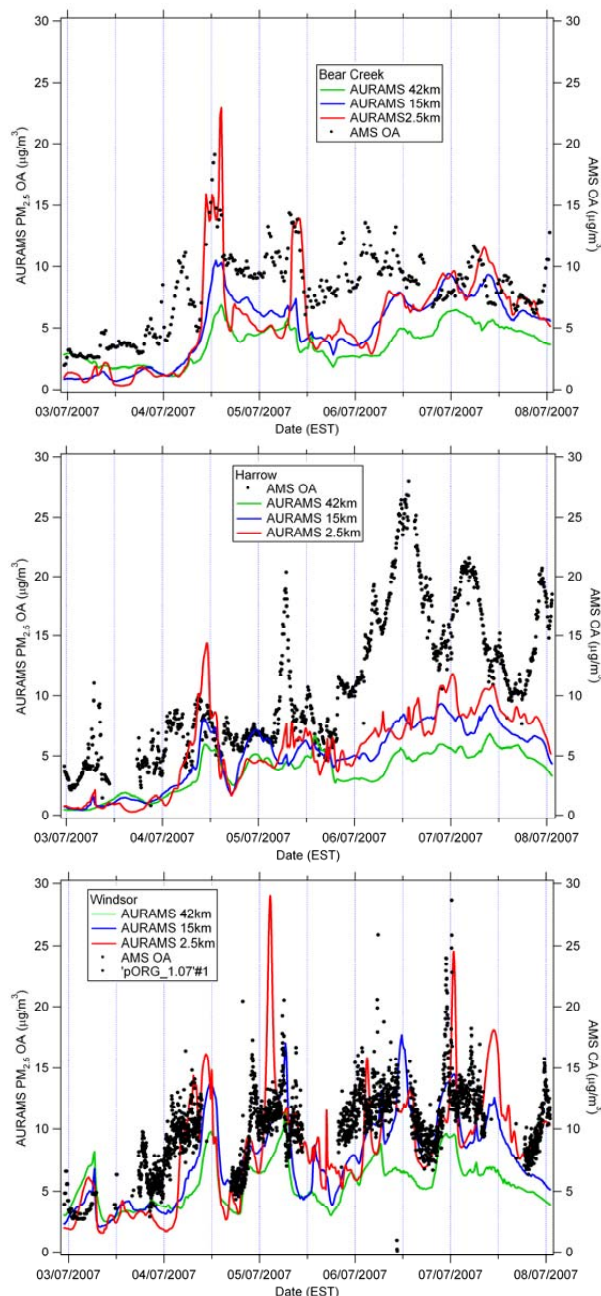 30
25
20
15
10
5
0
AURAMS PM2.5 OA (µg/m³)
Bear Creek
AURAMS 42km
AURAMS 15km
AURAMS2.5km
AMS OA
30
25
20
15
10
5
0
AMS CA (µg/m³)
03/07/2007 04/07/2007 05/07/2007 06/07/2007 07/07/2007 08/07/2007
Date (EST)
30
25
20
15
10
5
0
AURAMS PM2.5 OA (µg/m³)
Harrow
AMS OA
AURAMS 42km
AURAMS 15km
AURAMS 2.5km
30
25
20
15
10
5
0
AMS CA (µg/m³)
03/07/2007 04/07/2007 05/07/2007 06/07/2007 07/07/2007 08/07/2007
Date (EST)
30
25
20
15
10
5
0
AURAMS PM2.5 OA (µg/m³)
Windsor
AURAMS 42km
AURAMS 15km
AURAMS 2.5km
AMS OA
'pORG_1.07'#1
30
25
20
15
10
5
0
AMS CA (µg/m³)
03/07/2007 04/07/2007 05/07/2007 06/07/2007 07/07/2007 08/07/2007
Date (EST)